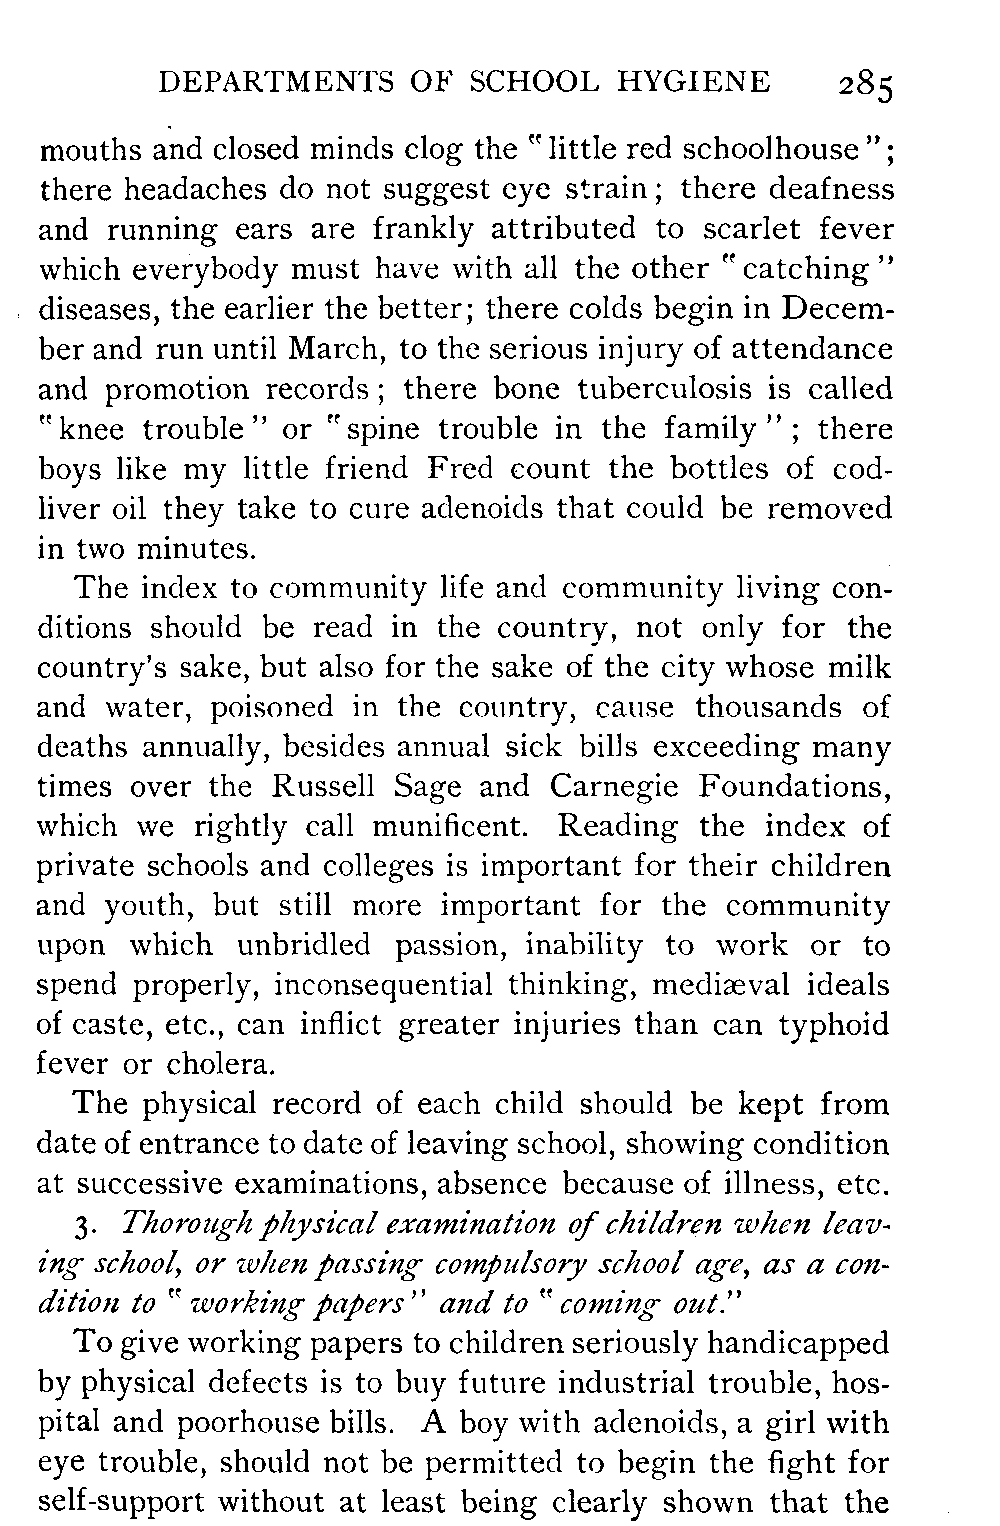 DEPARTMENTS OF SCHOOL HYGIENE 285
mouths and closed minds clog the "little red schoolhouse";
there headaches do not suggest eye strain; there deafness
and running ears are frankly attributed to scarlet fever
which everybody must have with all the other "catching"
diseases, the earlier the better; there colds begin in Decem-
ber and run until March, to the serious injury of attendance
and promotion records; there bone tuberculosis is called
"knee trouble" or "spine trouble in the family"; there
boys like my little friend Fred count the bottles of cod-
liver oil they take to cure adenoids that could be removed
in two minutes.
The index to community life and community living con-
ditions should be read in the country, not only for the
country's sake, but also for the sake of the city whose milk
and water, poisoned in the country, cause thousands of
deaths annually, besides annual sick bills exceeding many
times over the Russell Sage and Carnegie Foundations,
which we rightly call munificent. Reading the index of
private schools and colleges is important for their children
and youth, but still more important for the community
upon which unbridled passion, inability to work or to
spend properly, inconsequential thinking, mediæval ideals
of caste, etc., can inflict greater injuries than can typhoid
fever or cholera.
The physical record of each child should be kept from
date of entrance to date of leaving school, showing condition
at successive examinations, absence because of illness, etc.
3. Thorough physical examination of children when leav-
ing school, or when passing compulsory school age, as a con-
dition to "working papers" and to "coming out."
To give working papers to children seriously handicapped
by physical defects is to buy future industrial trouble, hos-
pital and poorhouse bills. A boy with adenoids, a girl with
eye trouble, should not be permitted to begin the fight for
self-support without at least being clearly shown that the